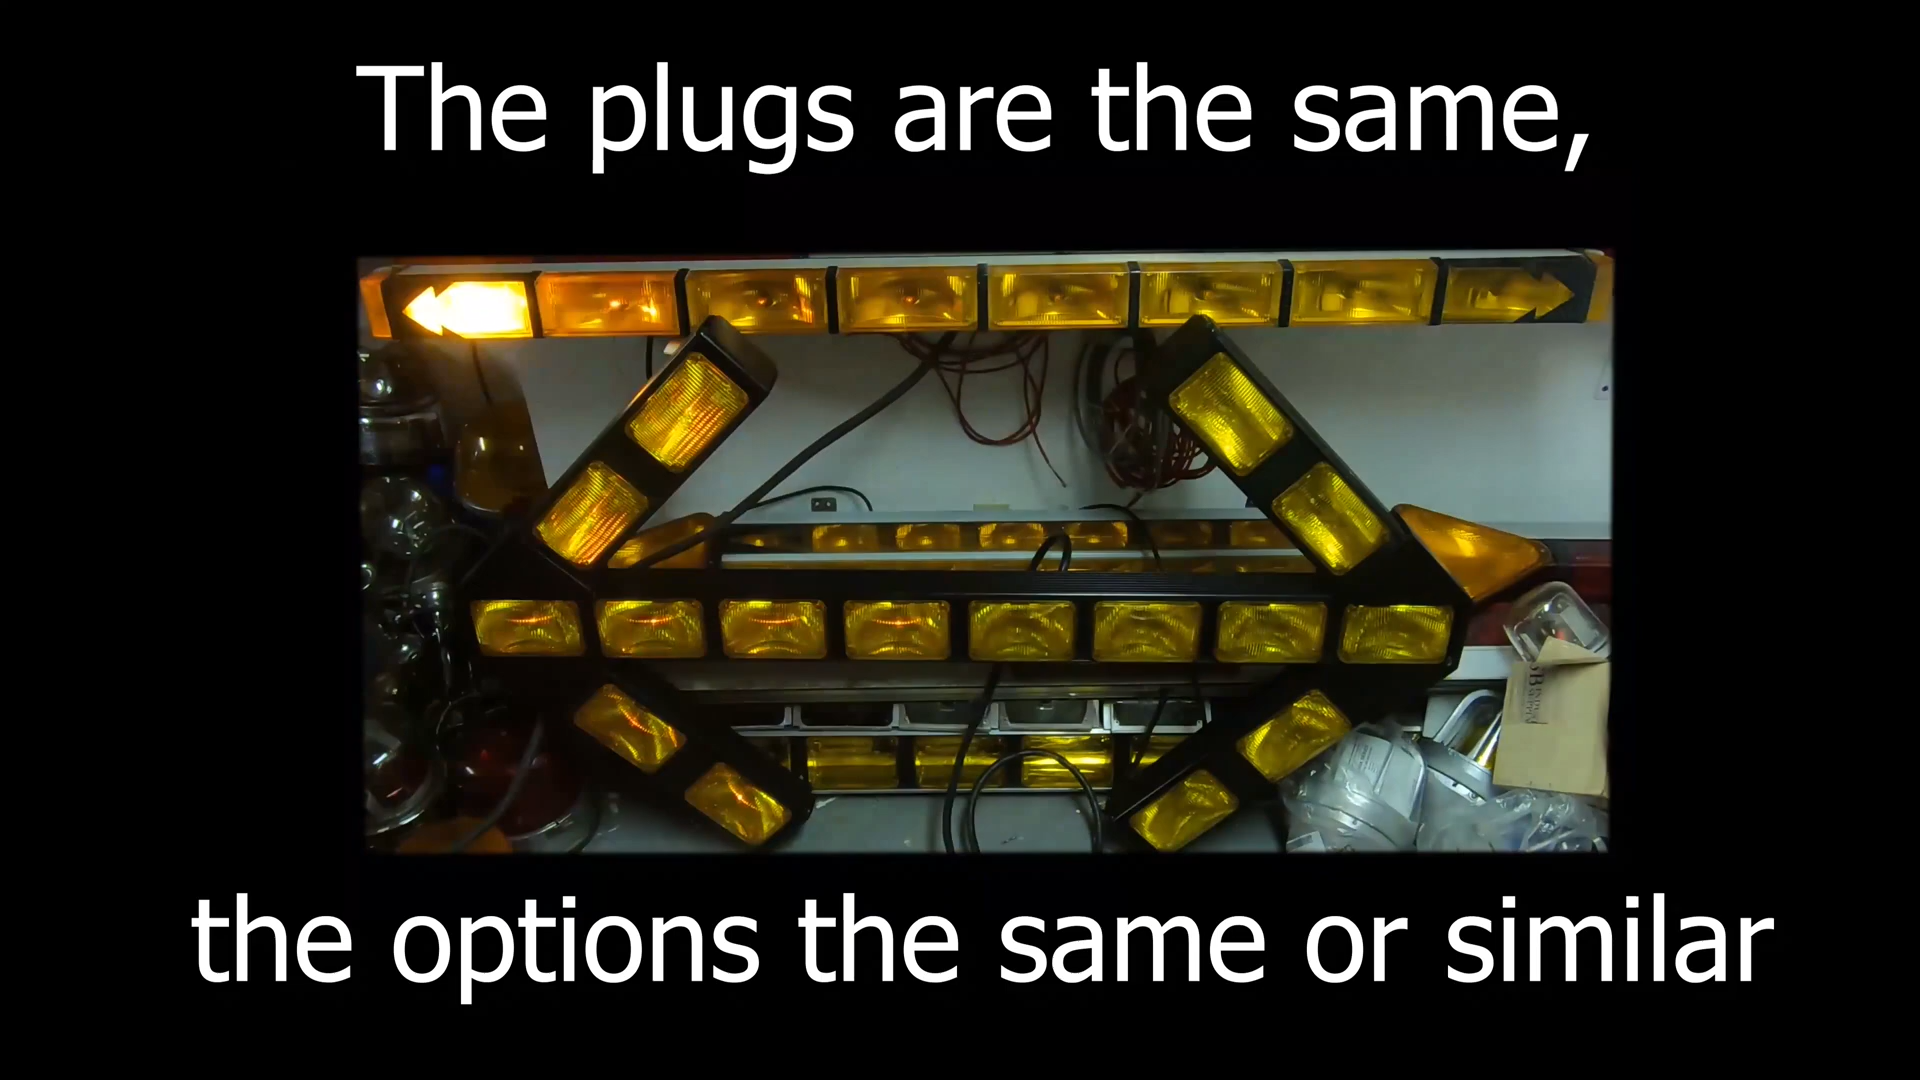 The plugs are the same,
the options the same or similar